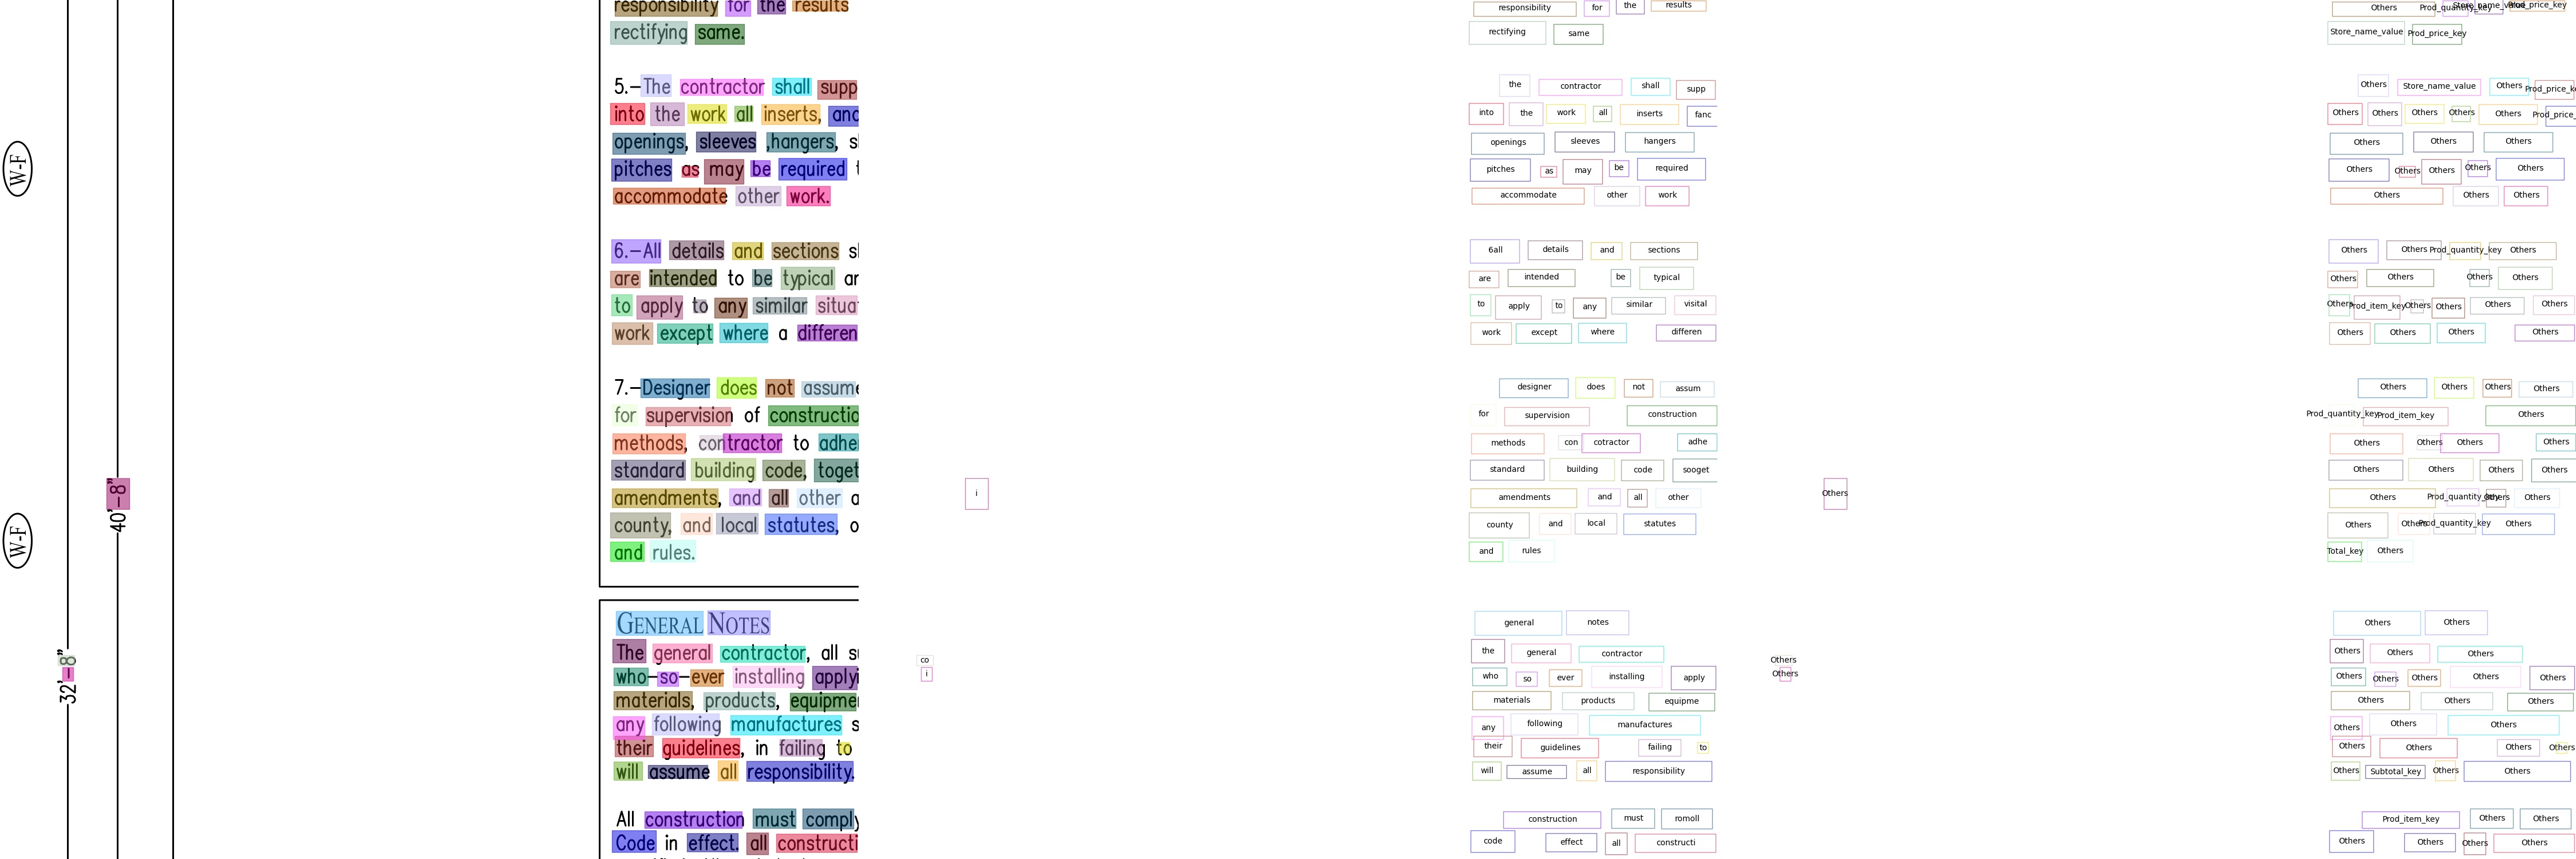 responsibility for the results
rectifying same.
5.—The contractor shall supp
into the work all inserts, and
openings, sleeves ,hangers, s
pitches as may be required t
accommodate other work.
6.—All details and sections s
are intended to be typical ar
to apply to any similar situa
work except where a differen
7.—Designer does not assume
for supervision of constructio
methods, contractor to adhe
standard building code, toget
amendments, and all other a
county, and local statutes, o
and rules.
GENERAL NOTES
The general contractor, all su
who—so—ever installing applyi
materials, products, equipme
any following manufactures s
their guidelines, in failing to
will assume all responsibility.
All construction must comply
Code in effect. all constructi
W-F
W-F
40'-8"
32'-8"
responsibility for the results
rectifying same
the contractor shall supp
into the work all inserts fanc
openings sleeves hangers
pitches as may be required
accommodate other work
6all details and sections
are intended be typical
to apply to any similar visital
work except where differen
designer does not assum
for supervision construction
methods con cotractor adhe
standard building code sooget
i amendments and all other
county and local statutes
and rules
general notes
co the general contractor
i who so ever installing apply
materials products equipme
any following manufactures
their guidelines failing to
will assume all responsibility
construction must romoll
code effect all constructi
Others Prod_quantity_key Store_name_value Prod_price_key
Store_name_value Prod_price_key
Others Store_name_value Others Prod_price_k
Others Others Others Others Others Prod_price_
Others Others Others
Others Others Others Others Others
Others Others Others
Others Others Prod_quantity_key Others
Others Others Others Others
Others Prod_item_key Others Others Others Others
Others Others Others Others
Others Others Others Others
Prod_quantity_key Prod_item_key Others
Others Others Others Others
Others Others Others Others
Others Others Prod_quantity_key Others Others
Others Others Prod_quantity_key Others
Total_key Others
Others Others
Others Others Others Others
Others Others Others Others Others Others
Others Others Others
Others Others Others
Others Others Others Others
Others Subtotal_key Others Others
Prod_item_key Others Others
Others Others Others Others